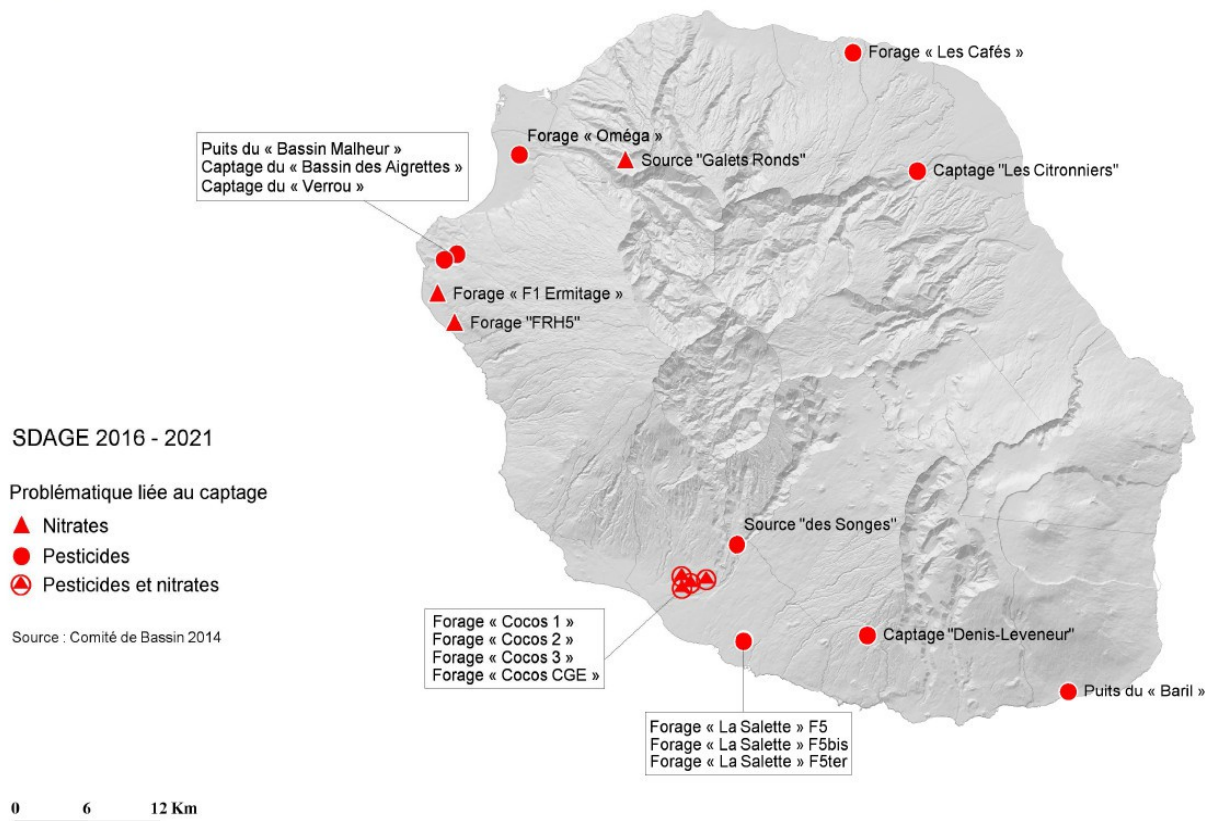 Forage « Les Cafés »
Forage « Oméga »
Puits du « Bassin Malheur »
Captage du « Bassin des Aigrettes »
Captage du « Verrou »
Source "Galets Ronds"
Captage "Les Citronniers"
Forage « F1 Ermitage »
Forage "FRH5"
SDAGE 2016 - 2021
Problématique liée au captage
Nitrates
Pesticides
Pesticides et nitrates
Source : Comité de Bassin 2014
Source "des Songes"
Forage « Cocos 1 »
Forage « Cocos 2 »
Forage « Cocos 3 »
Forage « Cocos CGE »
Captage "Denis-Leveneur"
Puits du « Baril »
Forage « La Salette » F5
Forage « La Salette » F5bis
Forage « La Salette » F5ter
0 6 12 Km